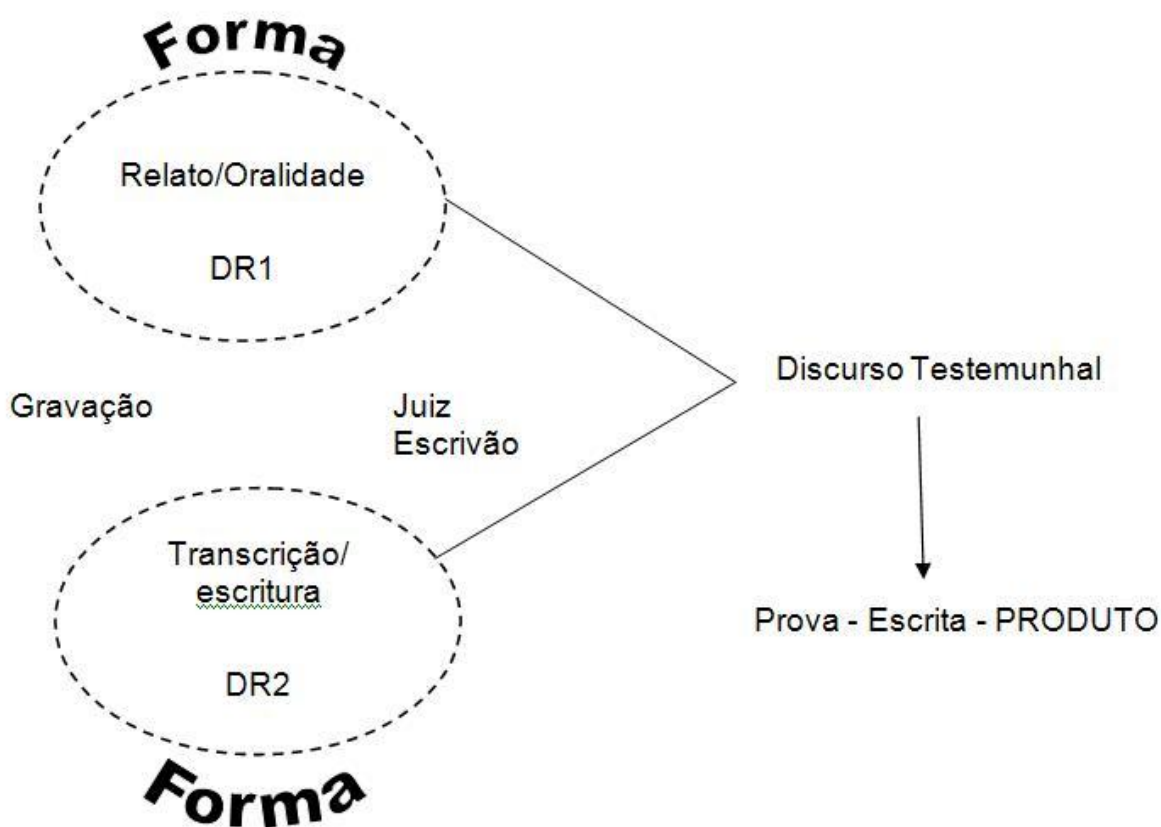 Forma
Relato/Oralidade
DR1
Gravação
Juiz
Escrivão
Discurso Testemunhal
Transcrição/
escritura
DR2
Prova - Escrita - PRODUTO
Forma